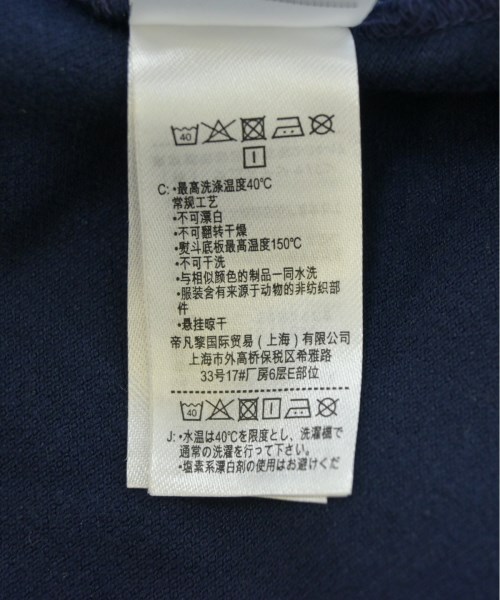 40
C: •最高洗涤温度40℃
常规工艺
•不可漂白
•不可翻转干燥
•熨斗底板最高温度150℃
•不可干洗
•与相似颜色的制品一同水洗
•服装含有来源于动物的非纺织部
件
•悬挂晾干
帝凡黎国际贸易(上海)有限公司
上海市外高桥保税区希雅路
33号17#厂房6层E部位
40
J: •水温は40℃を限度とし、洗濯機で
通常の洗濯を行って下さい。
•塩素系漂白剤の使用はお避けくだ